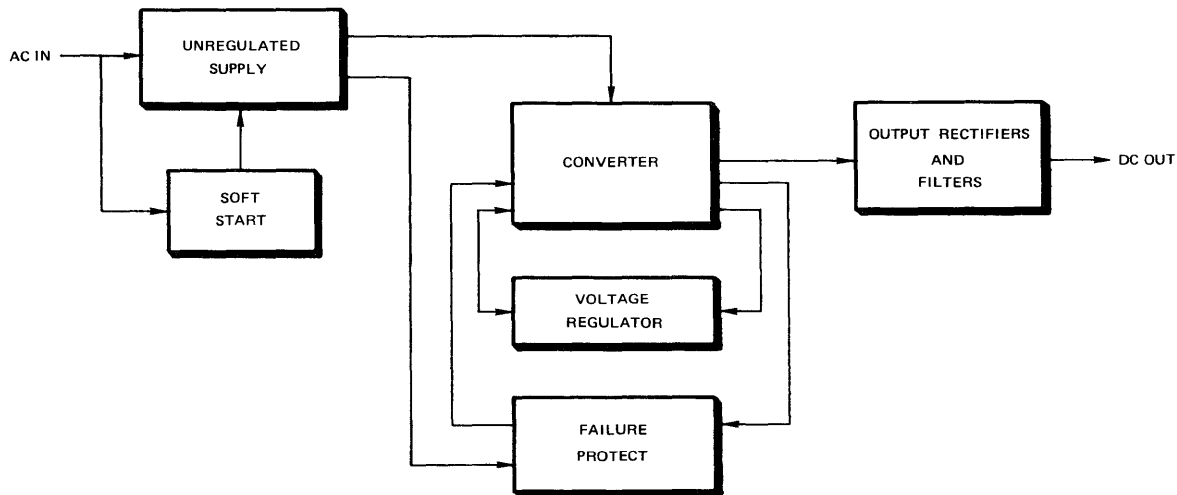 AC IN
UNREGULATED
SUPPLY
SOFT
START
CONVERTER
OUTPUT RECTIFIERS
AND
FILTERS
DC OUT
VOLTAGE
REGULATOR
FAILURE
PROTECT